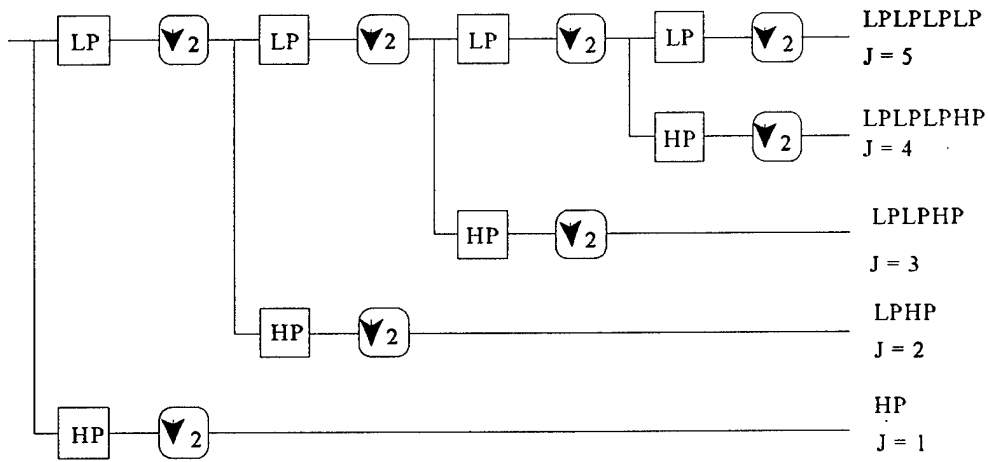 LP 2 LP 2 LP 2 LP 2 LPLPLPLP
J = 5
HP 2 LPLPLPHP
J = 4
HP 2 LPLPHP
J = 3
HP 2 LPHP
J = 2
HP 2 HP
J = 1